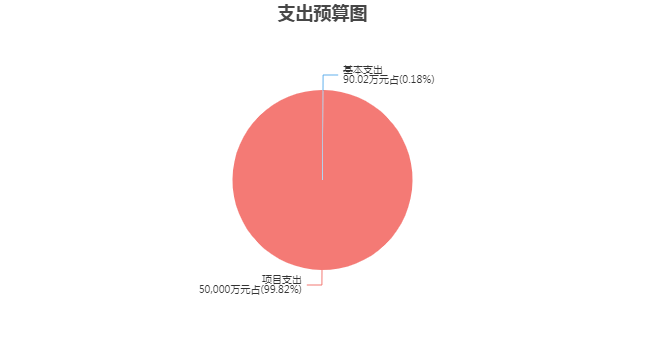 支出预算图
基本支出
90.02万元占(0.18%)
项目支出
50,000万元占(99.82%)